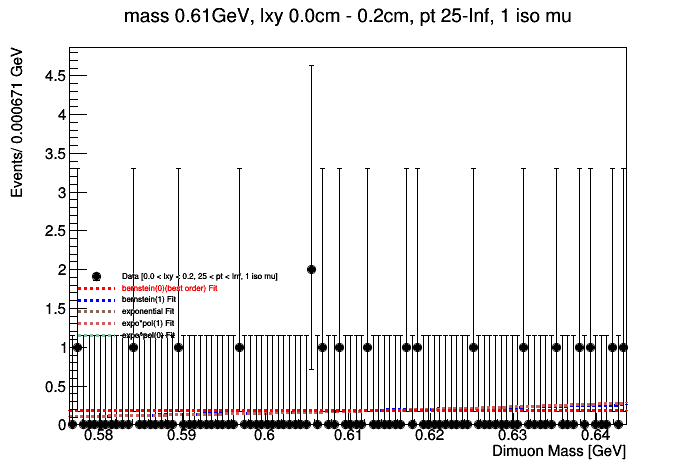 mass 0.61GeV, lxy 0.0cm - 0.2cm, pt 25-Inf, 1 iso mu
Events/ 0.000671 GeV
4.5
4
3.5
3
2.5
2
1.5
1
0.5
0
Data [0.0 < lxy < 0.2, 25 < pt < Inf, 1 iso mu]
bernstein(0)(best order) Fit
bernstein(1) Fit
exponential Fit
expo*pol(1) Fit
expo*pol(0) Fit
0.58 0.59 0.6 0.61 0.62 0.63 0.64
Dimuon Mass [GeV]